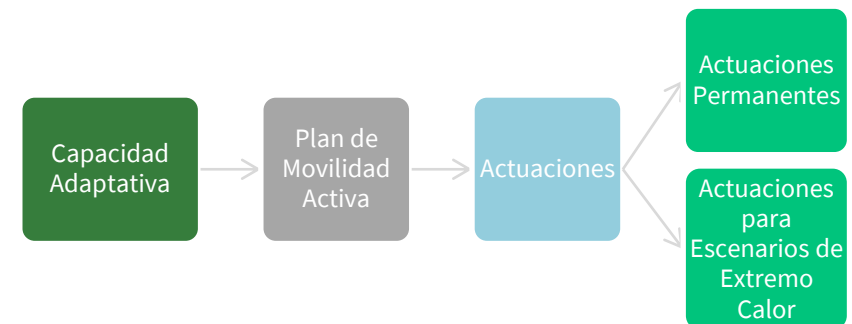 Capacidad
Adaptativa
Plan de
Movilidad
Activa
Actuaciones
Actuaciones
Permanentes
Actuaciones
para
Escenarios de
Extremo
Calor